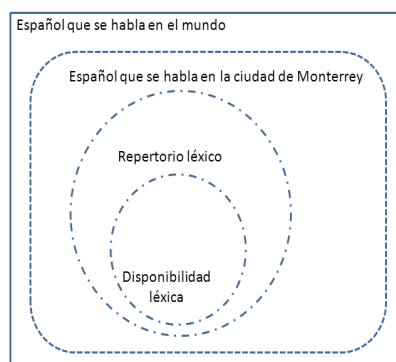 Español que se habla en el mundo
Español que se habla en la ciudad de Monterrey
Repertorio léxico
Disponibilidad
léxica